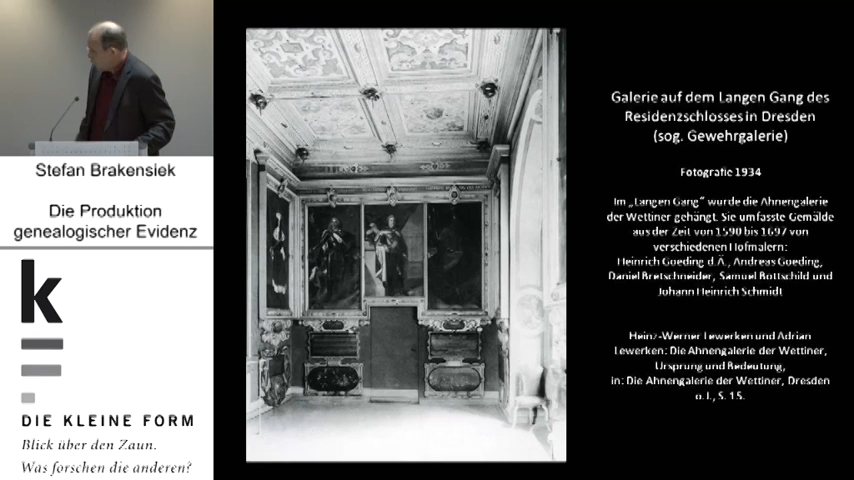 Stefan Brakensiek
Die Produktion
genealogischer Evidenz
k
DIE KLEINE FORM
Blick über den Zaun.
Was forschen die anderen?
Galerie auf dem Langen Gang des
Residenzschlosses in Dresden
(sog. Gewehrgalerie)
Fotografie 1934
Im „Langen Gang“ wurde die Ahnengalerie
der Wettiner gehängt. Sie umfasste Gemälde
aus der Zeit von 1590 bis 1697 von
verschiedenen Hofmalern:
Heinrich Goeding d.Ä., Andreas Goeding,
Daniel Bretschneider, Samuel Bottschild und
Johann Heinrich Schmidt
Heinz-Werner Lewerken und Adrian
Lewerken: Die Ahnengalerie der Wettiner,
Ursprung und Bedeutung,
in: Die Ahnengalerie der Wettiner, Dresden
o.J., S. 15.